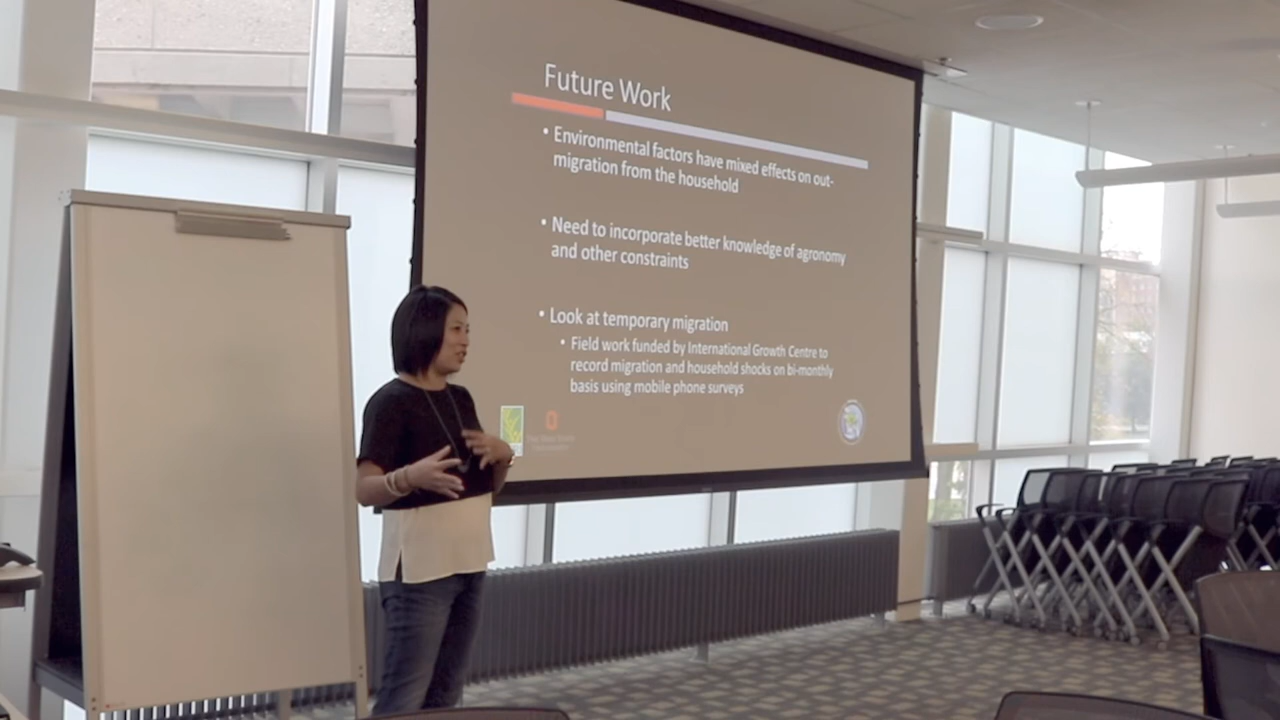 Future Work
• Environmental factors have mixed effects on out-
migration from the household
• Need to incorporate better knowledge of agronomy
and other constraints
• Look at temporary migration
• Field work funded by International Growth Centre to
record migration and household shocks on bi-monthly
basis using mobile phone surveys